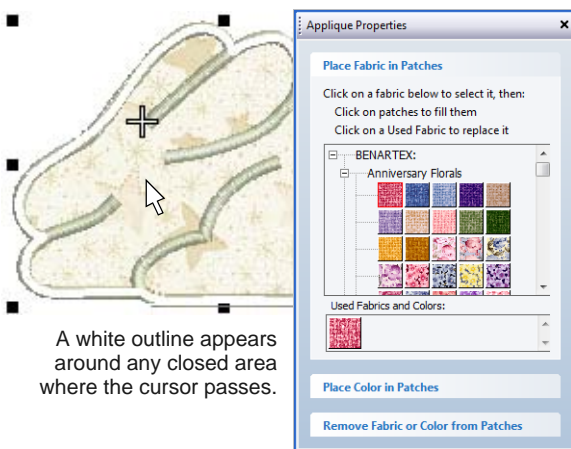 Applique Properties
Place Fabric in Patches
Click on a fabric below to select it, then:
Click on patches to fill them
Click on a Used Fabric to replace it
BENARTEX:
Anniversary Florals
Used Fabrics and Colors:
Place Color in Patches
Remove Fabric or Color from Patches
A white outline appears
around any closed area
where the cursor passes.